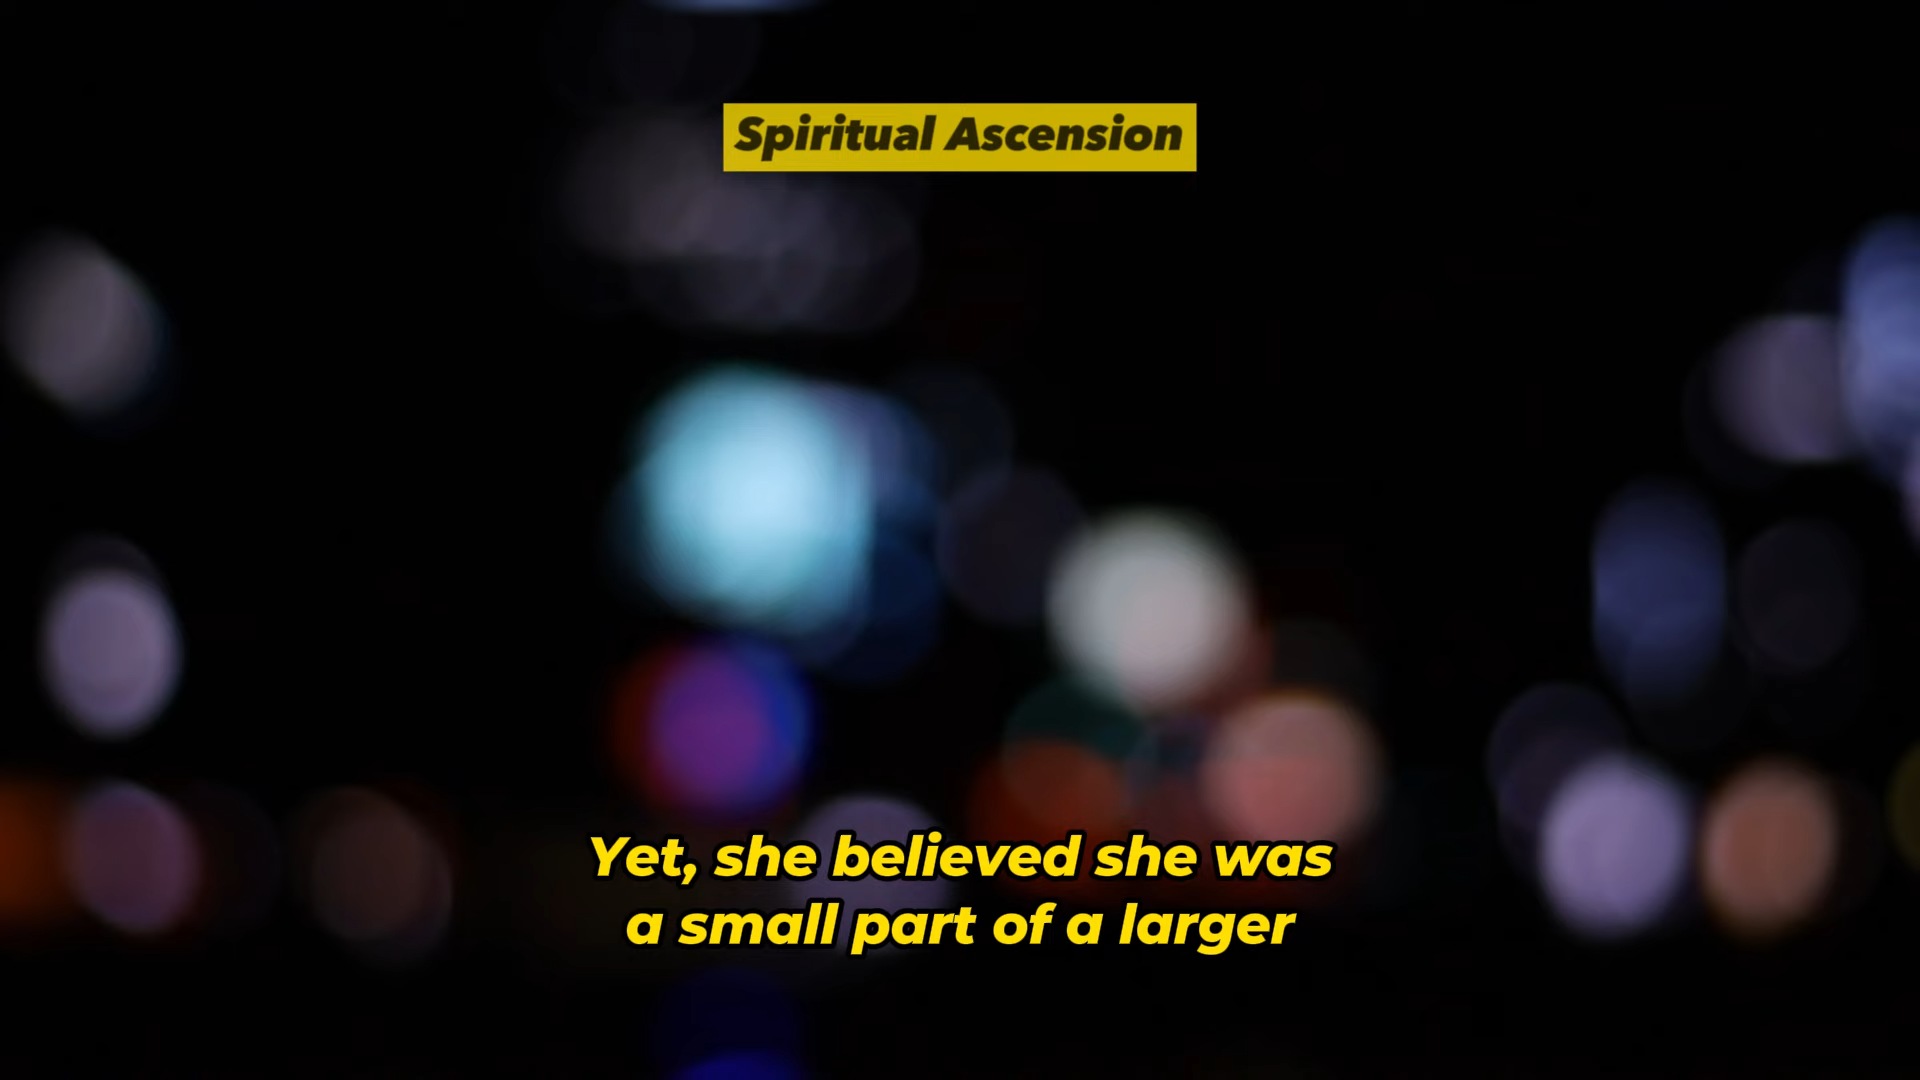 Spiritual Ascension
Yet, she believed she was
a small part of a larger